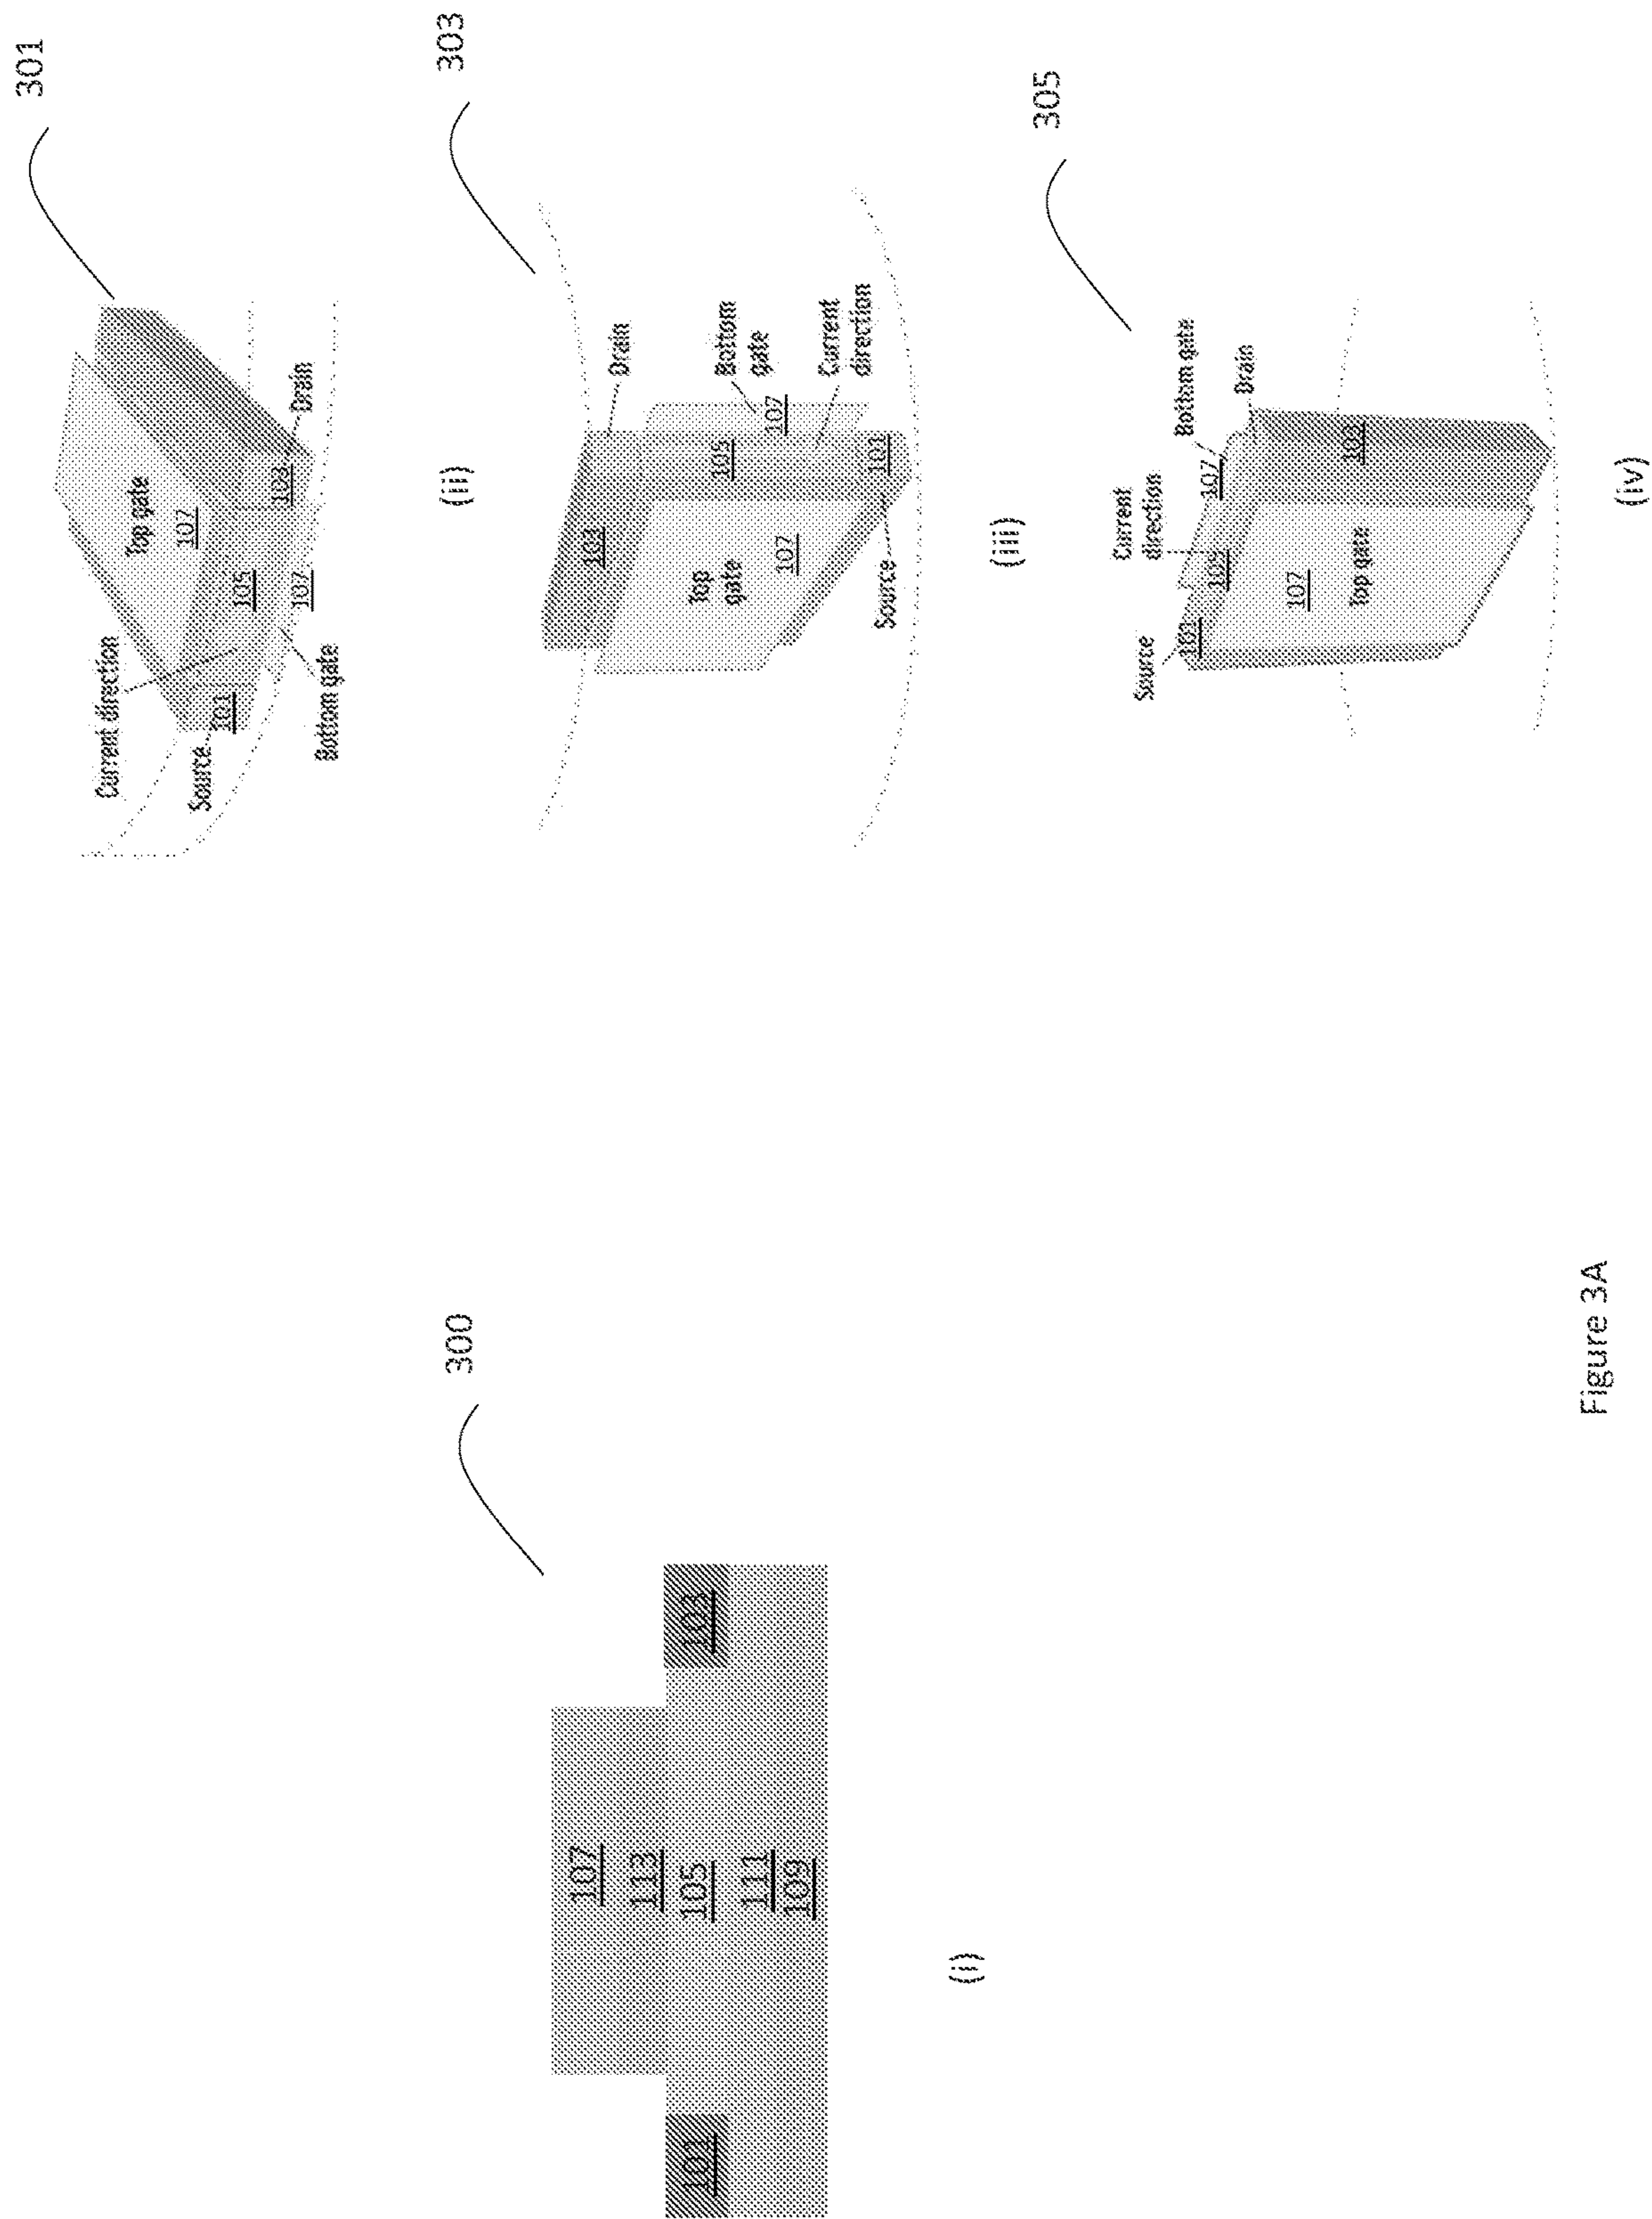 300
107
113
101
105
103
111
109
(i)
301
Current direction
Top gate
107
Source
101
105
103
Drain
107
Bottom gate
(ii)
303
103
Drain
Top
gate
107
105
Bottom
gate
107
Current
direction
101
Source
(iii)
305
Current
direction
Source
101
Bottom gate
107
105
Drain
107
Top gate
103
(iv)
Figure 3A